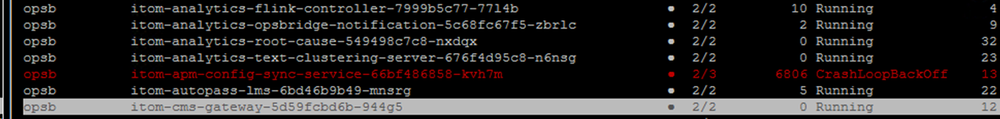 opsb itom-analytics-flink-controller-7999b5c77-77l4b ● 2/2 10 Running 4
opsb itom-analytics-opsbridge-notification-5c68fc67f5-zbrlc ● 2/2 2 Running 9
opsb itom-analytics-root-cause-549498c7c8-nxdqx ● 2/2 0 Running 32
opsb itom-analytics-text-clustering-server-676f4d95c8-n6nsg ● 2/2 0 Running 23
opsb itom-apm-config-sync-service-66bf486858-kvh7m ● 2/3 6806 CrashLoopBackOff 13
opsb itom-autopass-lms-6bd46b9b49-mnsrg ● 2/2 5 Running 22
opsb itom-cms-gateway-5d59fcbd6b-944g5 ● 2/2 0 Running 12